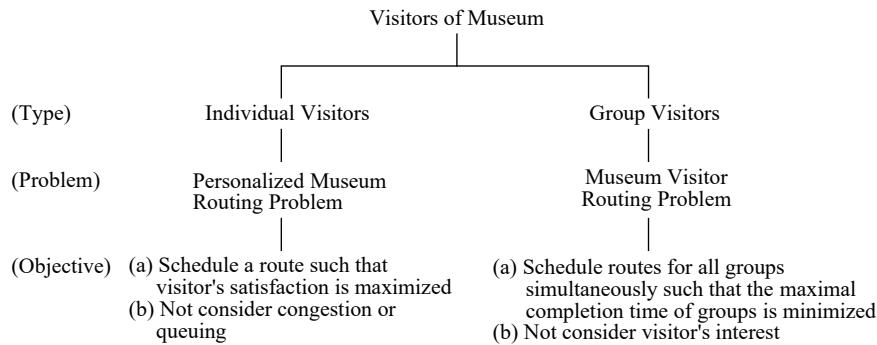 Visitors of Museum
(Type)
Individual Visitors
Group Visitors
(Problem)
Personalized Museum
Routing Problem
Museum Visitor
Routing Problem
(Objective)
(a) Schedule a route such that
visitor's satisfaction is maximized
(b) Not consider congestion or
queuing
(a) Schedule routes for all groups
simultaneously such that the maximal
completion time of groups is minimized
(b) Not consider visitor's interest